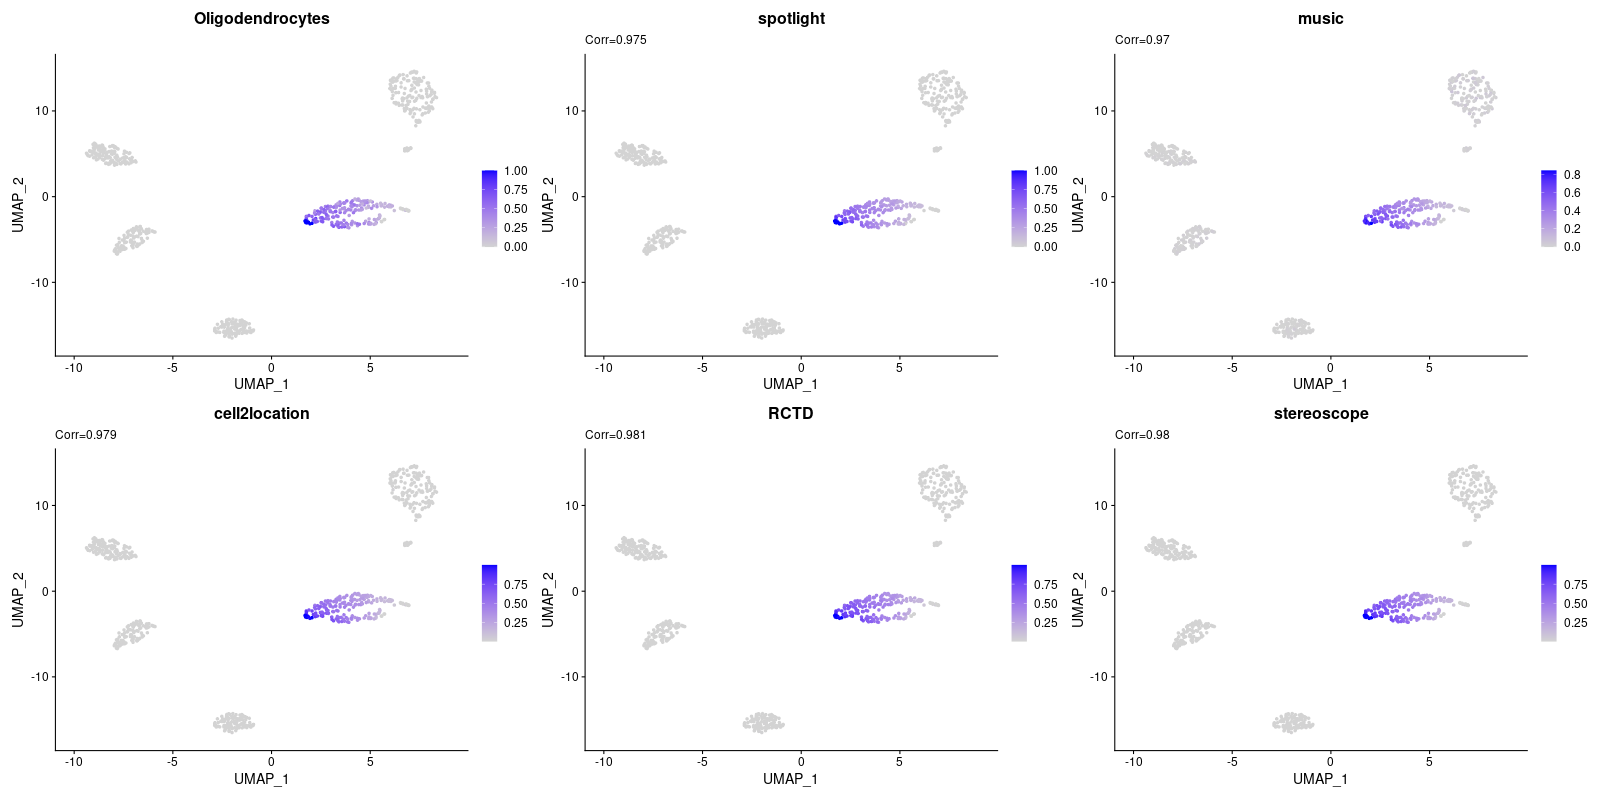 Oligodendrocytes
10
0
-10
-10
-5
0
5
UMAP_1
UMAP_2
1.00
0.75
0.50
0.25
0.00
spotlight
Corr=0.975
10
0
-10
-10
-5
0
5
UMAP_1
UMAP_2
1.00
0.75
0.50
0.25
0.00
music
Corr=0.97
10
0
-10
-10
-5
0
5
UMAP_1
UMAP_2
0.8
0.6
0.4
0.2
0.0
cell2location
Corr=0.979
10
0
-10
-10
-5
0
5
UMAP_1
UMAP_2
0.75
0.50
0.25
RCTD
Corr=0.981
10
0
-10
-10
-5
0
5
UMAP_1
UMAP_2
0.75
0.50
0.25
stereoscope
Corr=0.98
10
0
-10
-10
-5
0
5
UMAP_1
UMAP_2
0.75
0.50
0.25